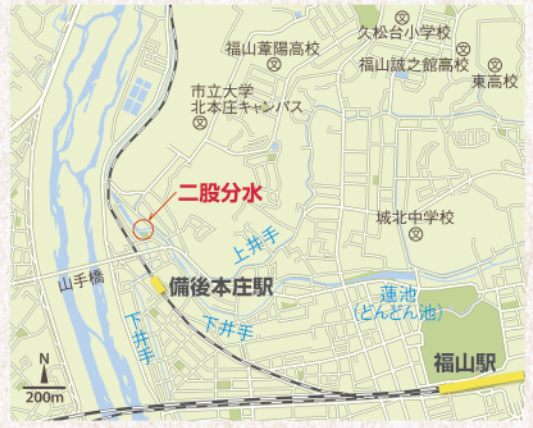 久松台小学校
福山葦陽高校
福山誠之館高校
東高校
市立大学
北本庄キャンパス
二股分水
城北中学校
上井手
山手橋
備後本庄駅
蓮池
(どんどん池)
下井手
下井手
福山駅
N
200m